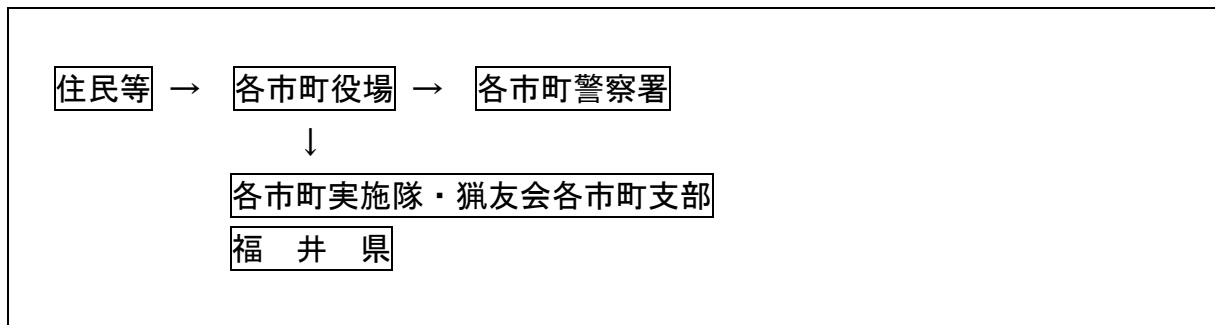 住民等 → 各市町役場 → 各市町警察署
↓
各市町実施隊・猟友会各市町支部
福 井 県